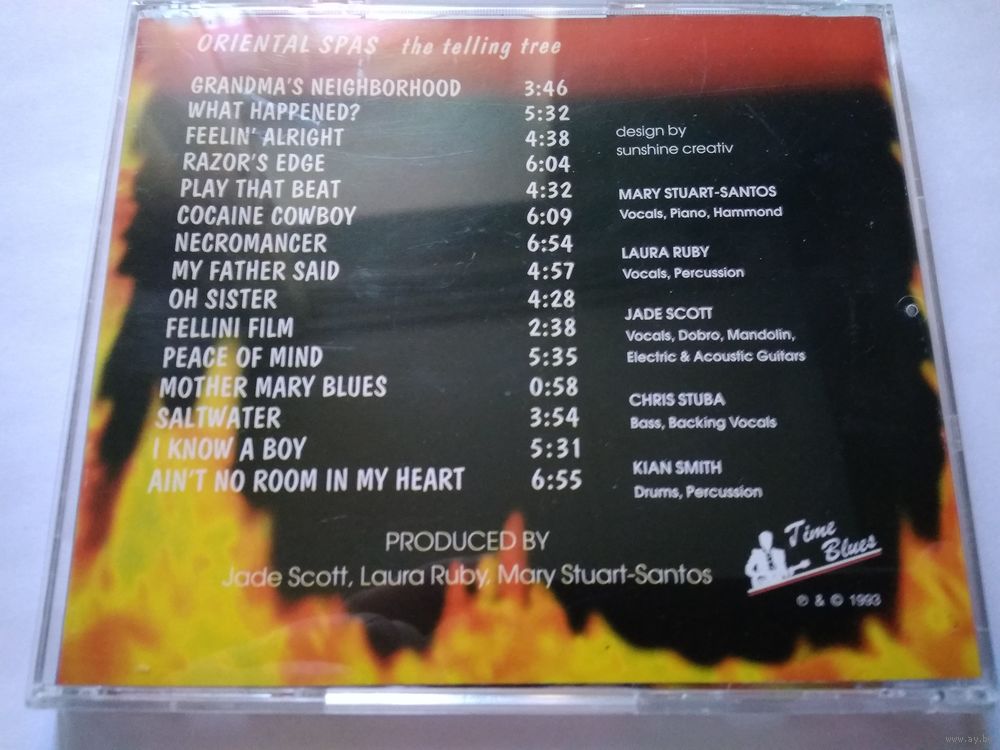 ORIENTAL SPAS the telling tree
GRANDMA'S NEIGHBORHOOD 3:46
WHAT HAPPENED? 5:32
FEELIN' ALRIGHT 4:38
RAZOR'S EDGE 6:04
PLAY THAT BEAT 4:32
COCAINE COWBOY 6:09
NECROMANCER 6:54
MY FATHER SAID 4:57
OH SISTER 4:28
FELLINI FILM 2:38
PEACE OF MIND 5:35
MOTHER MARY BLUES 0:58
SALTWATER 3:54
I KNOW A BOY 5:31
AIN'T NO ROOM IN MY HEART 6:55
design by
sunshine creativ
MARY STUART-SANTOS
Vocals, Piano, Hammond
LAURA RUBY
Vocals, Percussion
JADE SCOTT
Vocals, Dobro, Mandolin,
Electric & Acoustic Guitars
CHRIS STUBA
Bass, Backing Vocals
KIAN SMITH
Drums, Percussion
PRODUCED BY
Jade Scott, Laura Ruby, Mary Stuart-Santos
Time
Blues
℗ & © 1993